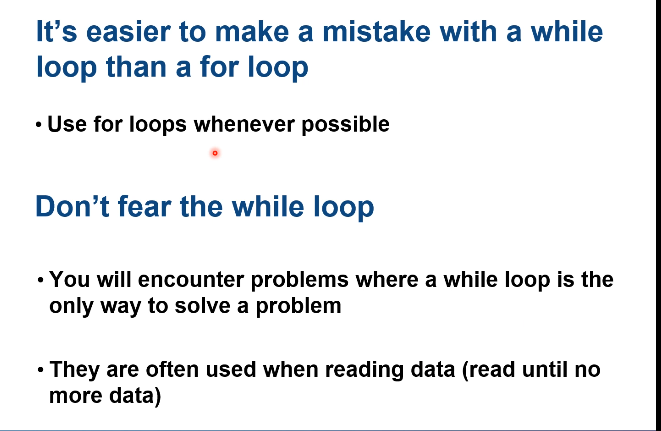 It's easier to make a mistake with a while
loop than a for loop
• Use for loops whenever possible
Don't fear the while loop
• You will encounter problems where a while loop is the
only way to solve a problem
• They are often used when reading data (read until no
more data)